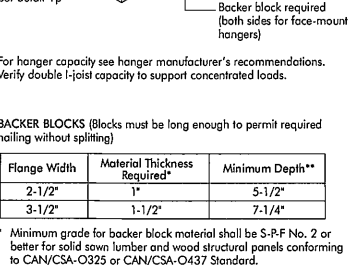 Backer block required
(both sides for face-mount
hangers)
For hanger capacity see hanger manufacturer's recommendations.
Verify double I-joist capacity to support concentrated loads.
BACKER BLOCKS (Blocks must be long enough to permit required
nailing without splitting)
Flange Width Material Thickness Required* Minimum Depth**
2-1/2" 1" 5-1/2"
3-1/2" 1-1/2" 7-1/4"
* Minimum grade for backer block material shall be S-P-F No. 2 or
better for solid sawn lumber and wood structural panels conforming
to CAN/CSA-O325 or CAN/CSA-O437 Standard.